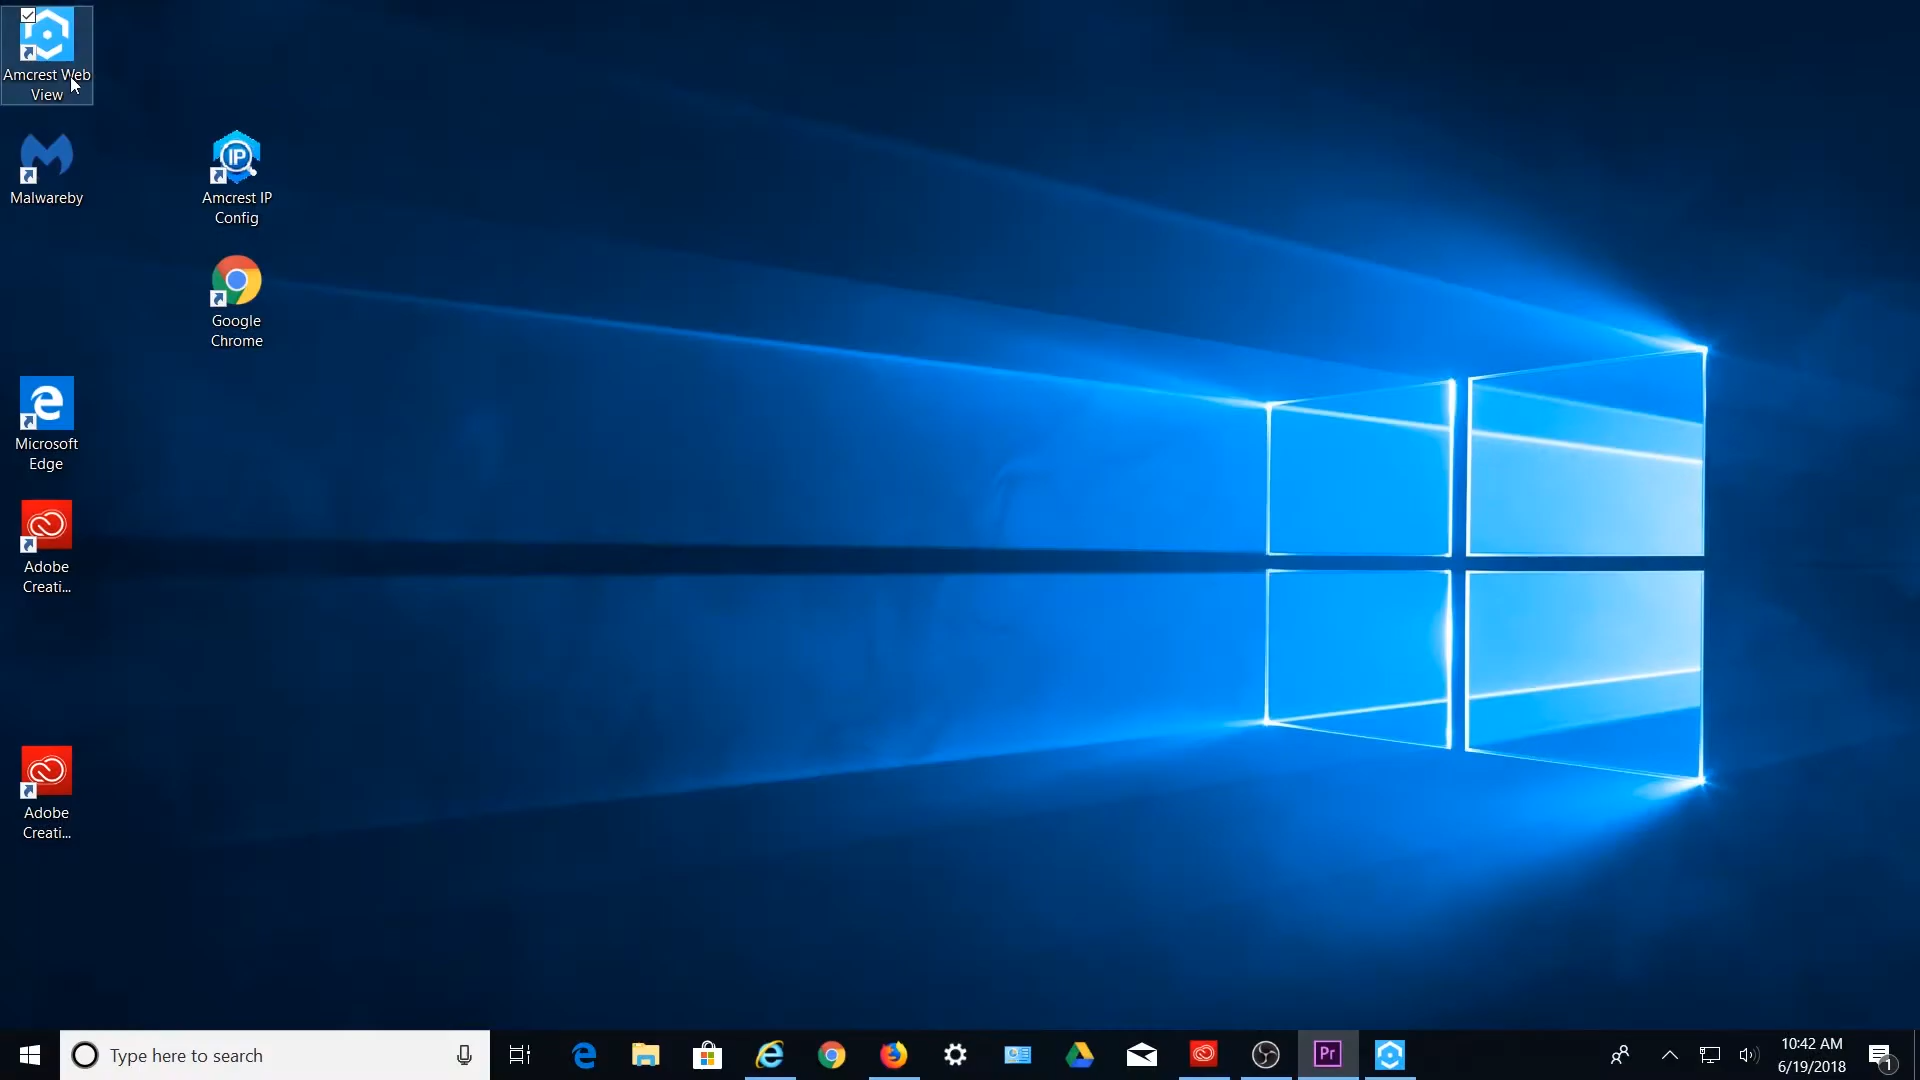 Amcrest Web
View
Malwareby
Amcrest IP
Config
IP
Google
Chrome
Microsoft
Edge
Adobe
Creati...
Adobe
Creati...
Type here to search
Pr
10:42 AM
6/19/2018
1